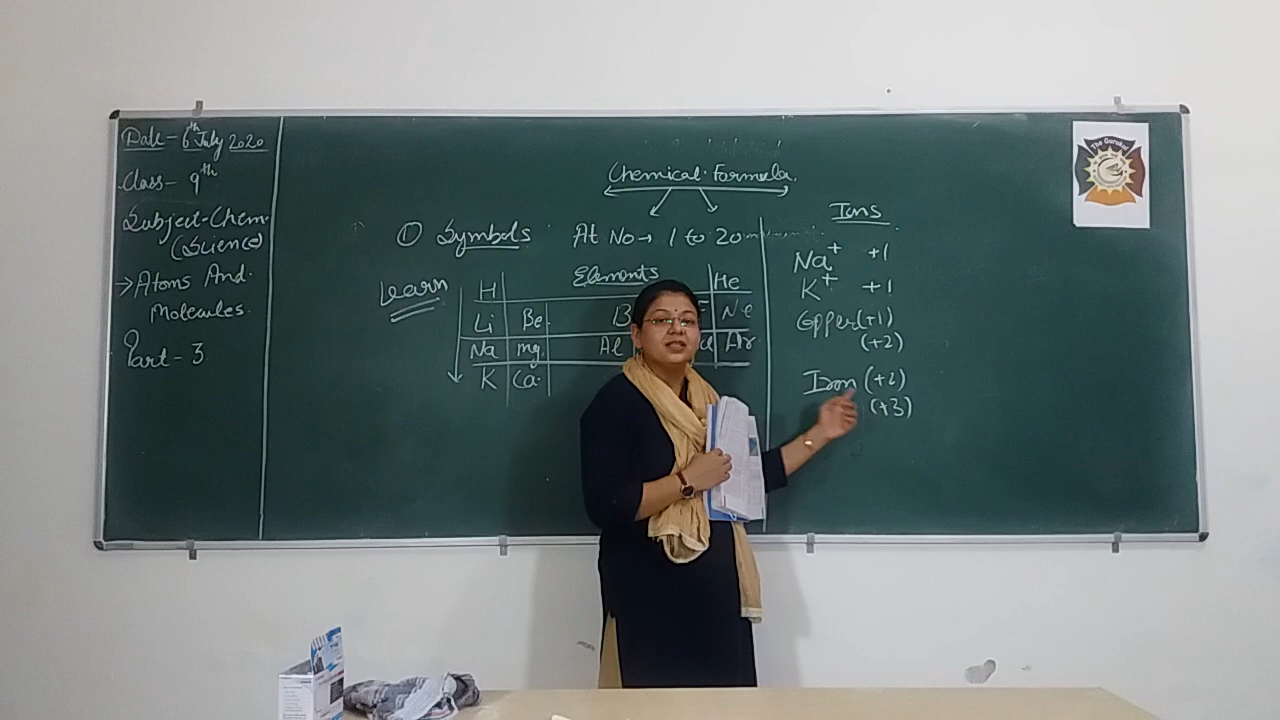 Date - 6th July 2020
Class - 9th
Subject - Chem.
(Science)
→ Atoms And
Molecules.
Part - 3
Chemical Formula.
① Symbols At No → 1 to 20
Learn
Elements
H He
Li Be B Ne
Na mg. Al Ar
K Ca.
Ions
Na+ +1
K+ +1
Copper (+1)
(+2)
Iron (+2)
(+3)
The Gurukul